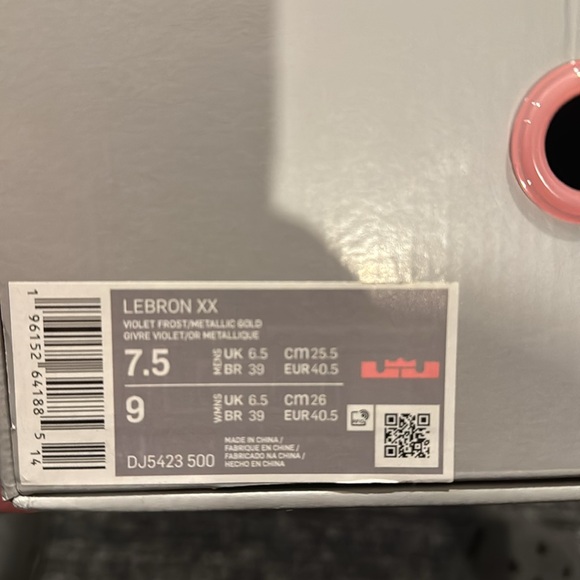 LEBRON XX
VIOLET FROST/METALLIC GOLD
GIVRE VIOLET/OR METALLIQUE
7.5 MENS UK 6.5 cm 25.5
BR 39 EUR 40.5
9 WMNS UK 6.5 cm 26
BR 39 EUR 40.5
DJ5423 500
MADE IN CHINA /
FABRIQUE EN CHINE /
FABRICADO NA CHINA /
HECHO EN CHINA
1 96152 64188 5 14